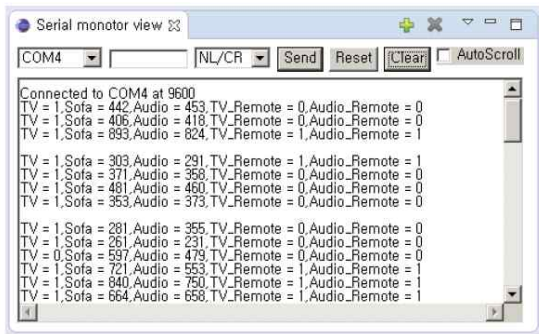 Serial monotor view
COM4 NL/CR Send Reset Clear AutoScroll
Connected to COM4 at 9600
TV = 1,Sofa = 442,Audio = 453,TV_Remote = 0,Audio_Remote = 0
TV = 1,Sofa = 406,Audio = 418,TV_Remote = 0,Audio_Remote = 0
TV = 1,Sofa = 893,Audio = 824,TV_Remote = 1,Audio_Remote = 1
TV = 1,Sofa = 303,Audio = 291,TV_Remote = 1,Audio_Remote = 1
TV = 1,Sofa = 371,Audio = 358,TV_Remote = 0,Audio_Remote = 0
TV = 1,Sofa = 481,Audio = 460,TV_Remote = 0,Audio_Remote = 0
TV = 1,Sofa = 353,Audio = 373,TV_Remote = 0,Audio_Remote = 0
TV = 1,Sofa = 281,Audio = 355,TV_Remote = 0,Audio_Remote = 0
TV = 1,Sofa = 261,Audio = 231,TV_Remote = 0,Audio_Remote = 0
TV = 0,Sofa = 597,Audio = 479,TV_Remote = 0,Audio_Remote = 0
TV = 1,Sofa = 721,Audio = 553,TV_Remote = 1,Audio_Remote = 1
TV = 1,Sofa = 840,Audio = 750,TV_Remote = 1,Audio_Remote = 1
TV = 1,Sofa = 664,Audio = 658,TV_Remote = 1,Audio_Remote = 1